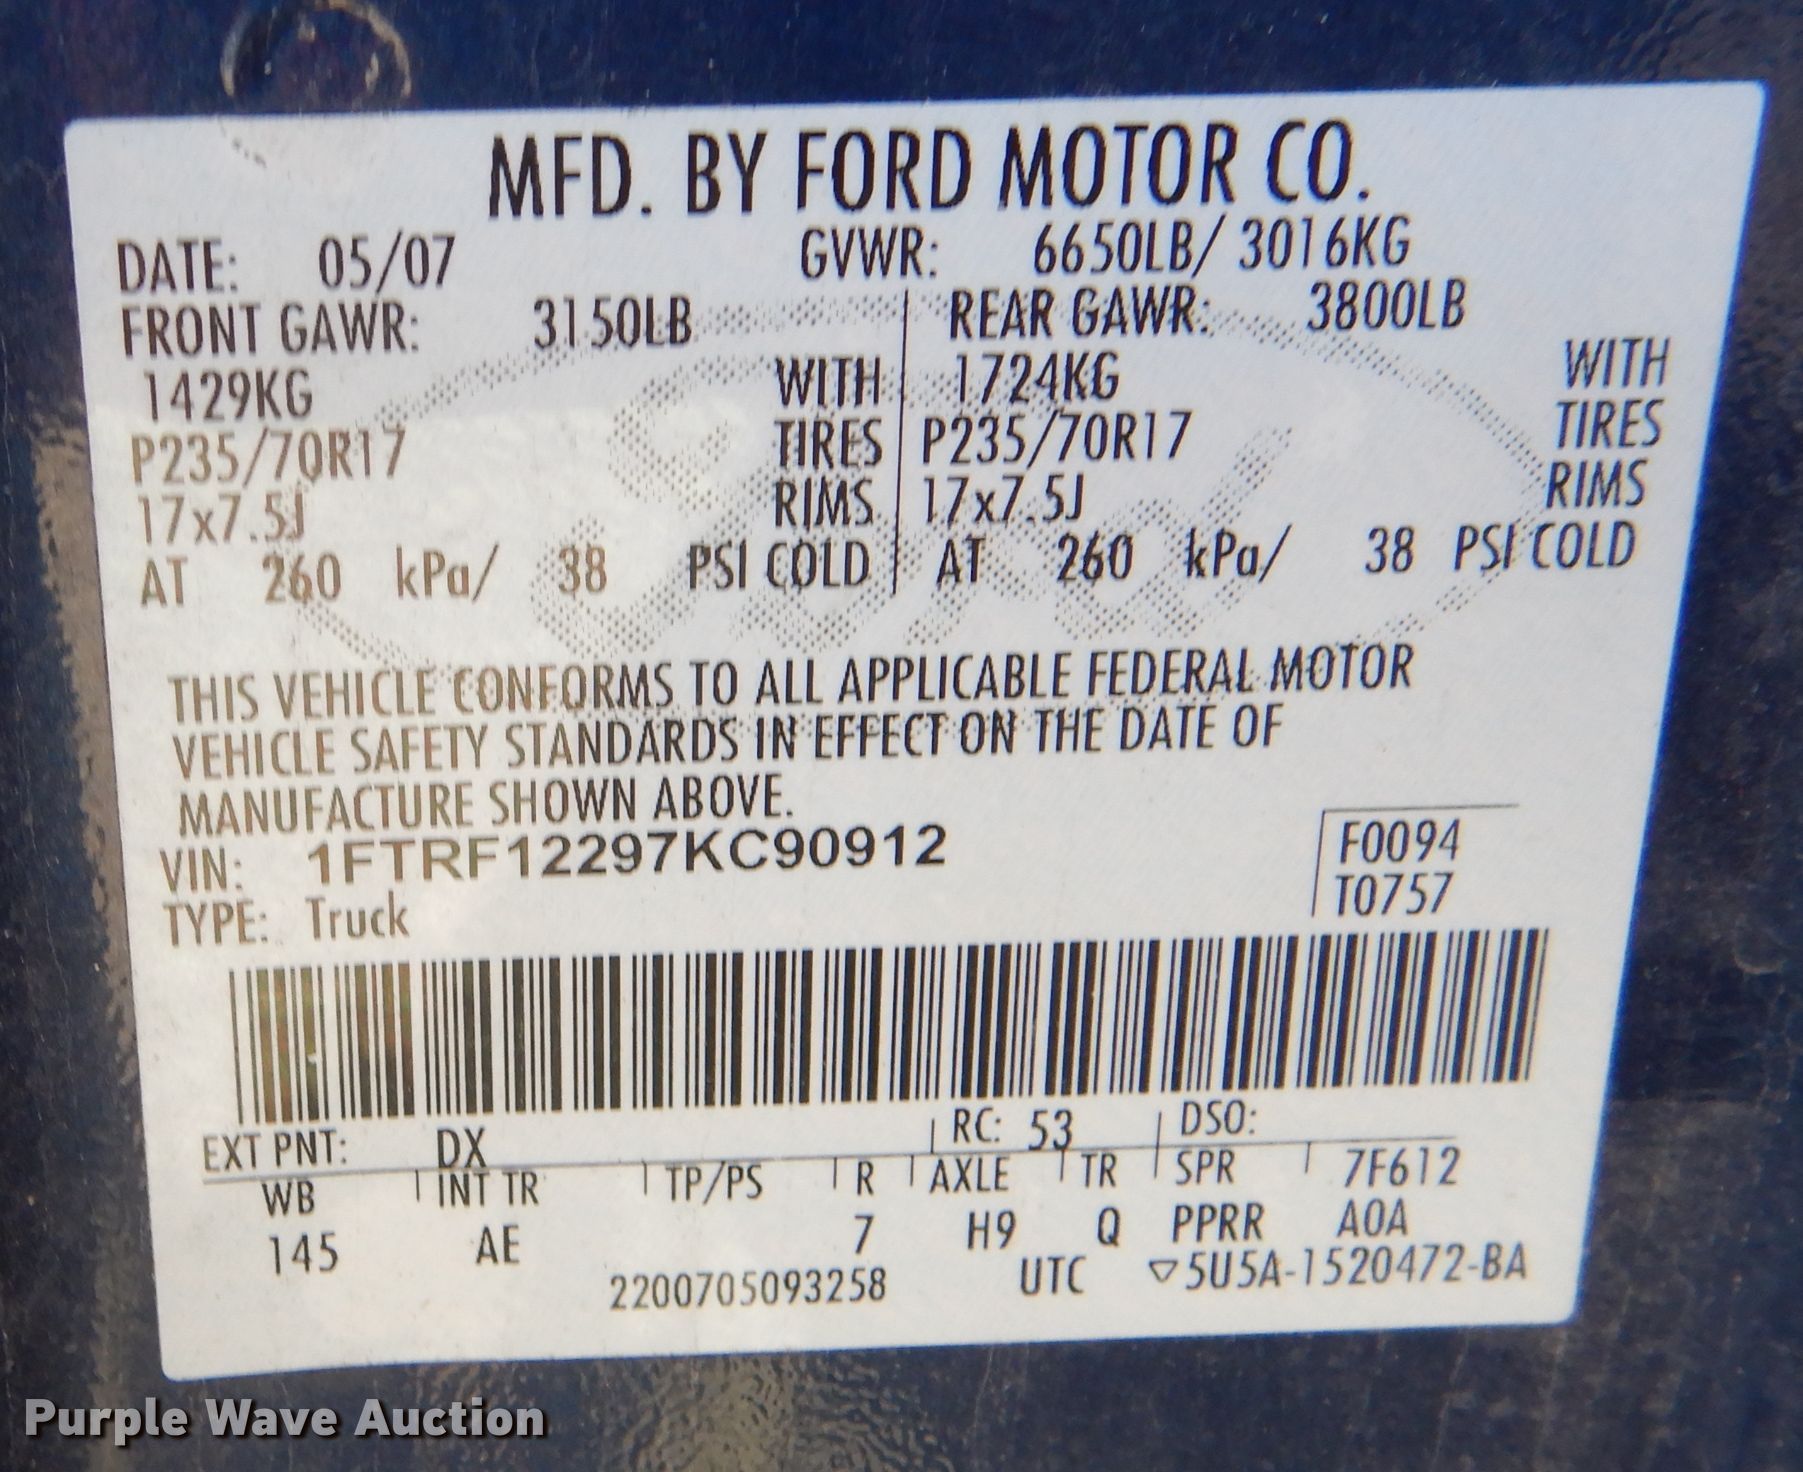 MFD. BY FORD MOTOR CO.
DATE: 05/07 GVWR: 6650LB/ 3016KG
FRONT GAWR: 3150LB REAR GAWR: 3800LB
1429KG WITH 1724KG WITH
P235/70R17 TIRES P235/70R17 TIRES
17x7.5J RIMS 17x7.5J RIMS
AT 260 kPa/ 38 PSI COLD AT 260 kPa/ 38 PSI COLD
THIS VEHICLE CONFORMS TO ALL APPLICABLE FEDERAL MOTOR
VEHICLE SAFETY STANDARDS IN EFFECT ON THE DATE OF
MANUFACTURE SHOWN ABOVE.
VIN: 1FTRF12297KC90912 F0094
TYPE: Truck T0757
EXT PNT: DX RC: 53 DSO:
WB INT TR TP/PS R AXLE TR SPR 7F612
145 AE 7 H9 Q PPRR A0A
2200705093258 UTC ▽5U5A-1520472-BA
Purple Wave Auction